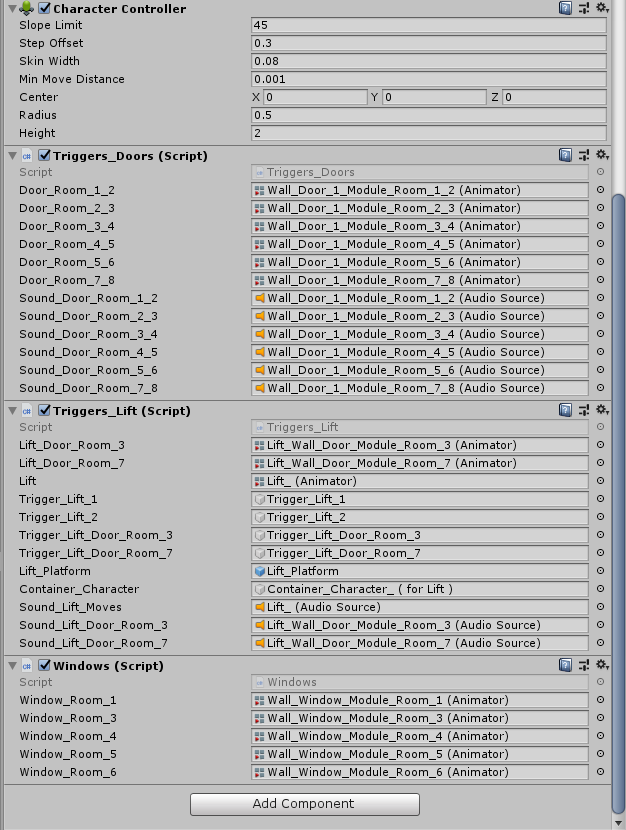 Character Controller
Slope Limit 45
Step Offset 0.3
Skin Width 0.08
Min Move Distance 0.001
Center X 0 Y 0 Z 0
Radius 0.5
Height 2
Triggers_Doors (Script)
Script Triggers_Doors
Door_Room_1_2 Wall_Door_1_Module_Room_1_2 (Animator)
Door_Room_2_3 Wall_Door_1_Module_Room_2_3 (Animator)
Door_Room_3_4 Wall_Door_1_Module_Room_3_4 (Animator)
Door_Room_4_5 Wall_Door_1_Module_Room_4_5 (Animator)
Door_Room_5_6 Wall_Door_1_Module_Room_5_6 (Animator)
Door_Room_7_8 Wall_Door_1_Module_Room_7_8 (Animator)
Sound_Door_Room_1_2 Wall_Door_1_Module_Room_1_2 (Audio Source)
Sound_Door_Room_2_3 Wall_Door_1_Module_Room_2_3 (Audio Source)
Sound_Door_Room_3_4 Wall_Door_1_Module_Room_3_4 (Audio Source)
Sound_Door_Room_4_5 Wall_Door_1_Module_Room_4_5 (Audio Source)
Sound_Door_Room_5_6 Wall_Door_1_Module_Room_5_6 (Audio Source)
Sound_Door_Room_7_8 Wall_Door_1_Module_Room_7_8 (Audio Source)
Triggers_Lift (Script)
Script Triggers_Lift
Lift_Door_Room_3 Lift_Wall_Door_Module_Room_3 (Animator)
Lift_Door_Room_7 Lift_Wall_Door_Module_Room_7 (Animator)
Lift Lift_ (Animator)
Trigger_Lift_1 Trigger_Lift_1
Trigger_Lift_2 Trigger_Lift_2
Trigger_Lift_Door_Room_3 Trigger_Lift_Door_Room_3
Trigger_Lift_Door_Room_7 Trigger_Lift_Door_Room_7
Lift_Platform Lift_Platform
Container_Character Container_Character_ ( for Lift )
Sound_Lift_Moves Lift_ (Audio Source)
Sound_Lift_Door_Room_3 Lift_Wall_Door_Module_Room_3 (Audio Source)
Sound_Lift_Door_Room_7 Lift_Wall_Door_Module_Room_7 (Audio Source)
Windows (Script)
Script Windows
Window_Room_1 Wall_Window_Module_Room_1 (Animator)
Window_Room_3 Wall_Window_Module_Room_3 (Animator)
Window_Room_4 Wall_Window_Module_Room_4 (Animator)
Window_Room_5 Wall_Window_Module_Room_5 (Animator)
Window_Room_6 Wall_Window_Module_Room_6 (Animator)
Add Component